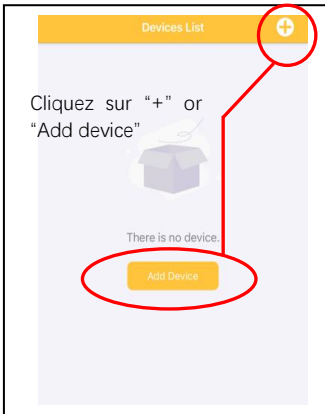 Devices List
Cliquez sur “+” or
“Add device”
There is no device.
Add Device